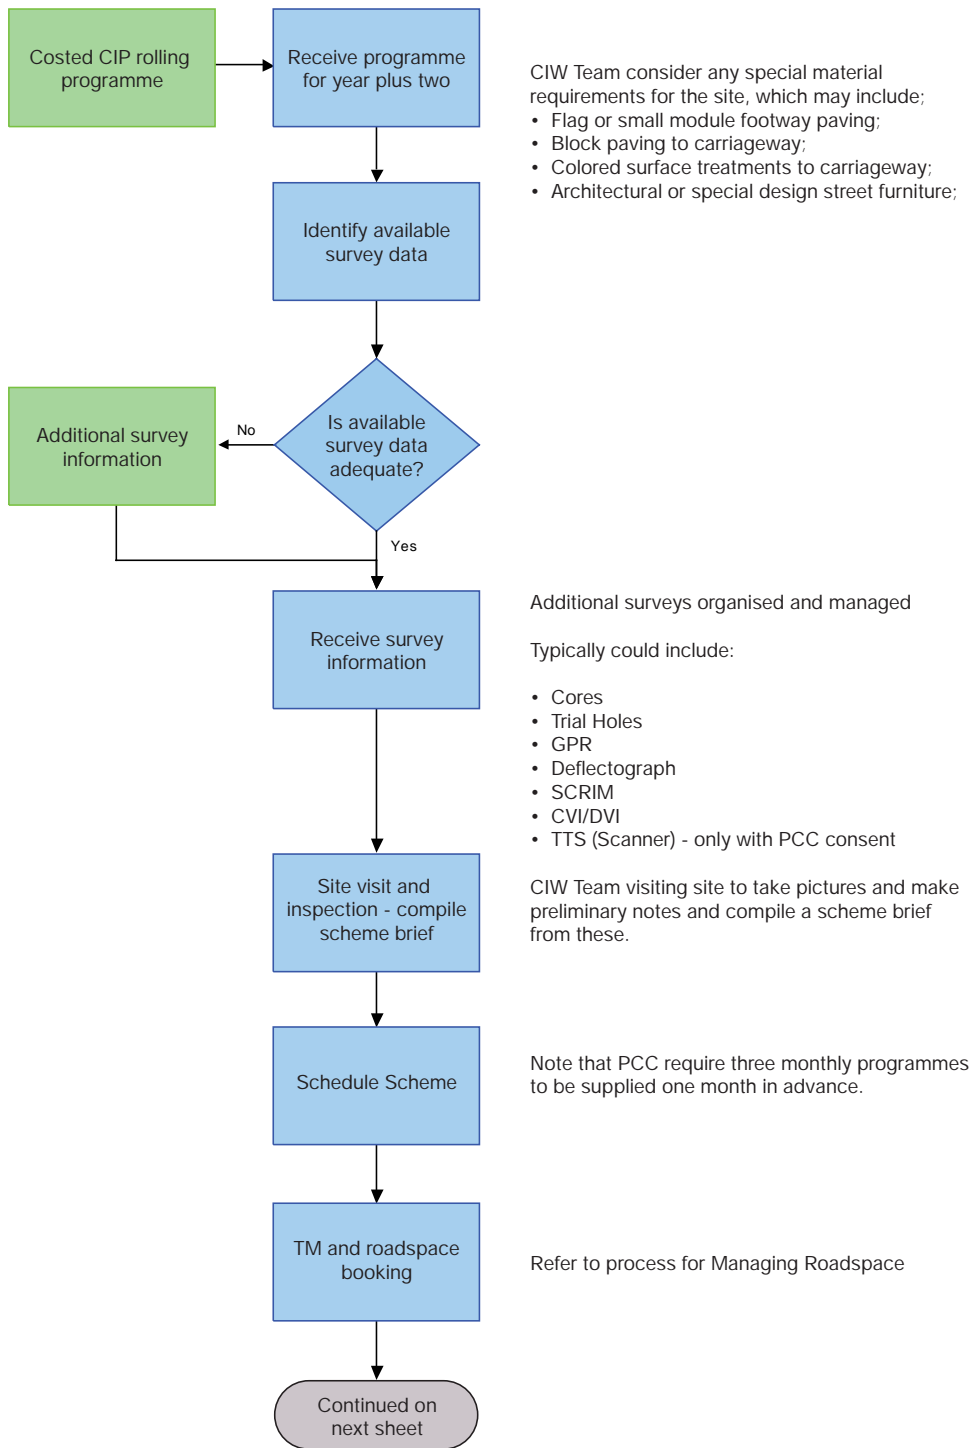 Costed CIP rolling
programme
Receive programme
for year plus two
CIW Team consider any special material
requirements for the site, which may include;
• Flag or small module footway paving;
• Block paving to carriageway;
• Colored surface treatments to carriageway;
• Architectural or special design street furniture;
Identify available
survey data
Is available
survey data
adequate?
No
Additional survey
information
Yes
Receive survey
information
Additional surveys organised and managed
Typically could include:
• Cores
• Trial Holes
• GPR
• Deflectograph
• SCRIM
• CVI/DVI
• TTS (Scanner) - only with PCC consent
Site visit and
inspection - compile
scheme brief
CIW Team visiting site to take pictures and make
preliminary notes and compile a scheme brief
from these.
Schedule Scheme
Note that PCC require three monthly programmes
to be supplied one month in advance.
TM and roadspace
booking
Refer to process for Managing Roadspace
Continued on
next sheet